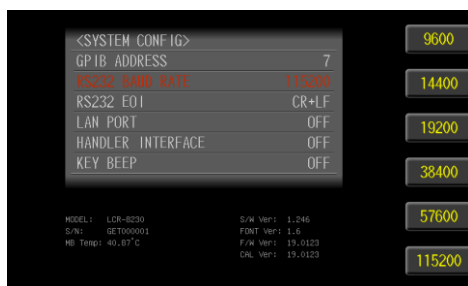 <SYSTEM CONFIG>
GPIB ADDRESS 7
RS232 BAUD RATE 115200
RS232 EOI CR+LF
LAN PORT OFF
HANDLER INTERFACE OFF
KEY BEEP OFF
MODEL: LCR-8230 S/W Ver: 1.246
S/N: GET000001 FONT Ver: 1.6
MB Temp: 40.87°C F/W Ver: 19.0123
CAL Ver: 19.0123
9600
14400
19200
38400
57600
115200